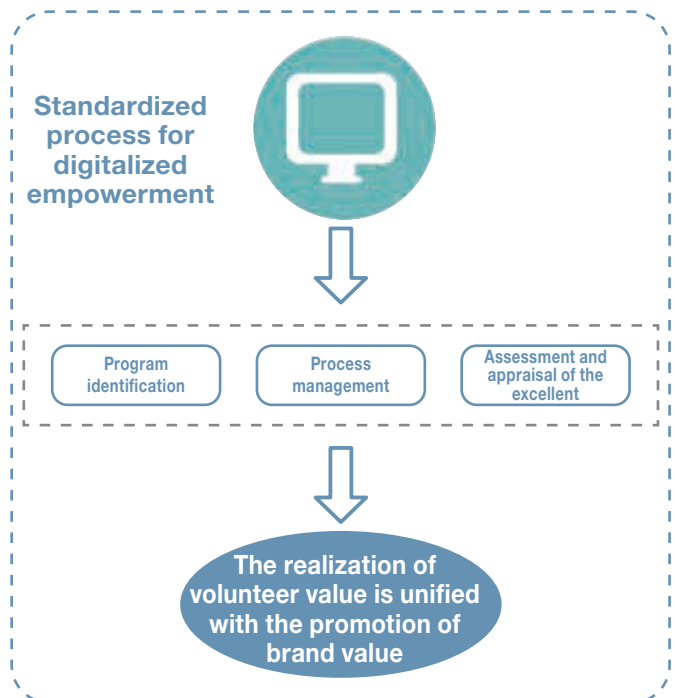 Standardized
process for
digitalized
empowerment
Program
identification
Process
management
Assessment and
appraisal of the
excellent
The realization of
volunteer value is unified
with the promotion of
brand value